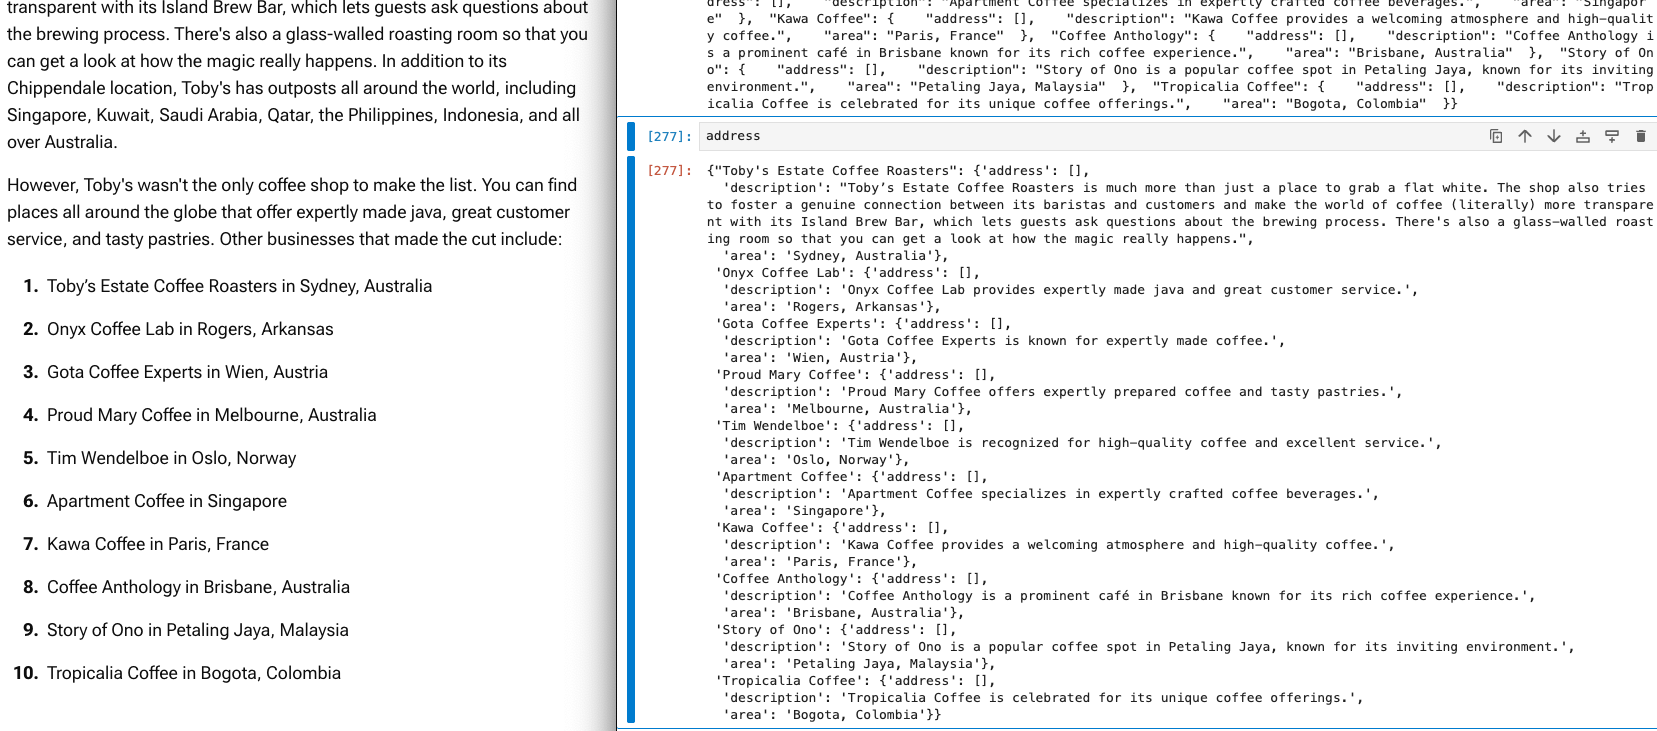 transparent with its Island Brew Bar, which lets guests ask questions about
the brewing process. There's also a glass-walled roasting room so that you
can get a look at how the magic really happens. In addition to its
Chippendale location, Toby's has outposts all around the world, including
Singapore, Kuwait, Saudi Arabia, Qatar, the Philippines, Indonesia, and all
over Australia.
However, Toby's wasn't the only coffee shop to make the list. You can find
places all around the globe that offer expertly made java, great customer
service, and tasty pastries. Other businesses that made the cut include:
1. Toby’s Estate Coffee Roasters in Sydney, Australia
2. Onyx Coffee Lab in Rogers, Arkansas
3. Gota Coffee Experts in Wien, Austria
4. Proud Mary Coffee in Melbourne, Australia
5. Tim Wendelboe in Oslo, Norway
6. Apartment Coffee in Singapore
7. Kawa Coffee in Paris, France
8. Coffee Anthology in Brisbane, Australia
9. Story of Ono in Petaling Jaya, Malaysia
10. Tropicalia Coffee in Bogota, Colombia
dress": [],    "description": "Apartment Coffee specializes in expertly crafted coffee beverages.",    "area": "Singapor
e"  },  "Kawa Coffee": {    "address": [],    "description": "Kawa Coffee provides a welcoming atmosphere and high-qualit
y coffee.",    "area": "Paris, France"  },  "Coffee Anthology": {    "address": [],    "description": "Coffee Anthology i
s a prominent café in Brisbane known for its rich coffee experience.",    "area": "Brisbane, Australia"  },  "Story of On
o": {    "address": [],    "description": "Story of Ono is a popular coffee spot in Petaling Jaya, known for its inviting
environment.",    "area": "Petaling Jaya, Malaysia"  },  "Tropicalia Coffee": {    "address": [],    "description": "Trop
icalia Coffee is celebrated for its unique coffee offerings.",    "area": "Bogota, Colombia"  }}
[277]: address
[277]: {"Toby's Estate Coffee Roasters": {'address': [],
'description': "Toby’s Estate Coffee Roasters is much more than just a place to grab a flat white. The shop also tries
to foster a genuine connection between its baristas and customers and make the world of coffee (literally) more transpare
nt with its Island Brew Bar, which lets guests ask questions about the brewing process. There's also a glass-walled roast
ing room so that you can get a look at how the magic really happens.",
'area': 'Sydney, Australia'},
'Onyx Coffee Lab': {'address': [],
'description': 'Onyx Coffee Lab provides expertly made java and great customer service.',
'area': 'Rogers, Arkansas'},
'Gota Coffee Experts': {'address': [],
'description': 'Gota Coffee Experts is known for expertly made coffee.',
'area': 'Wien, Austria'},
'Proud Mary Coffee': {'address': [],
'description': 'Proud Mary Coffee offers expertly prepared coffee and tasty pastries.',
'area': 'Melbourne, Australia'},
'Tim Wendelboe': {'address': [],
'description': 'Tim Wendelboe is recognized for high-quality coffee and excellent service.',
'area': 'Oslo, Norway'},
'Apartment Coffee': {'address': [],
'description': 'Apartment Coffee specializes in expertly crafted coffee beverages.',
'area': 'Singapore'},
'Kawa Coffee': {'address': [],
'description': 'Kawa Coffee provides a welcoming atmosphere and high-quality coffee.',
'area': 'Paris, France'},
'Coffee Anthology': {'address': [],
'description': 'Coffee Anthology is a prominent café in Brisbane known for its rich coffee experience.',
'area': 'Brisbane, Australia'},
'Story of Ono': {'address': [],
'description': 'Story of Ono is a popular coffee spot in Petaling Jaya, known for its inviting environment.',
'area': 'Petaling Jaya, Malaysia'},
'Tropicalia Coffee': {'address': [],
'description': 'Tropicalia Coffee is celebrated for its unique coffee offerings.',
'area': 'Bogota, Colombia'}}